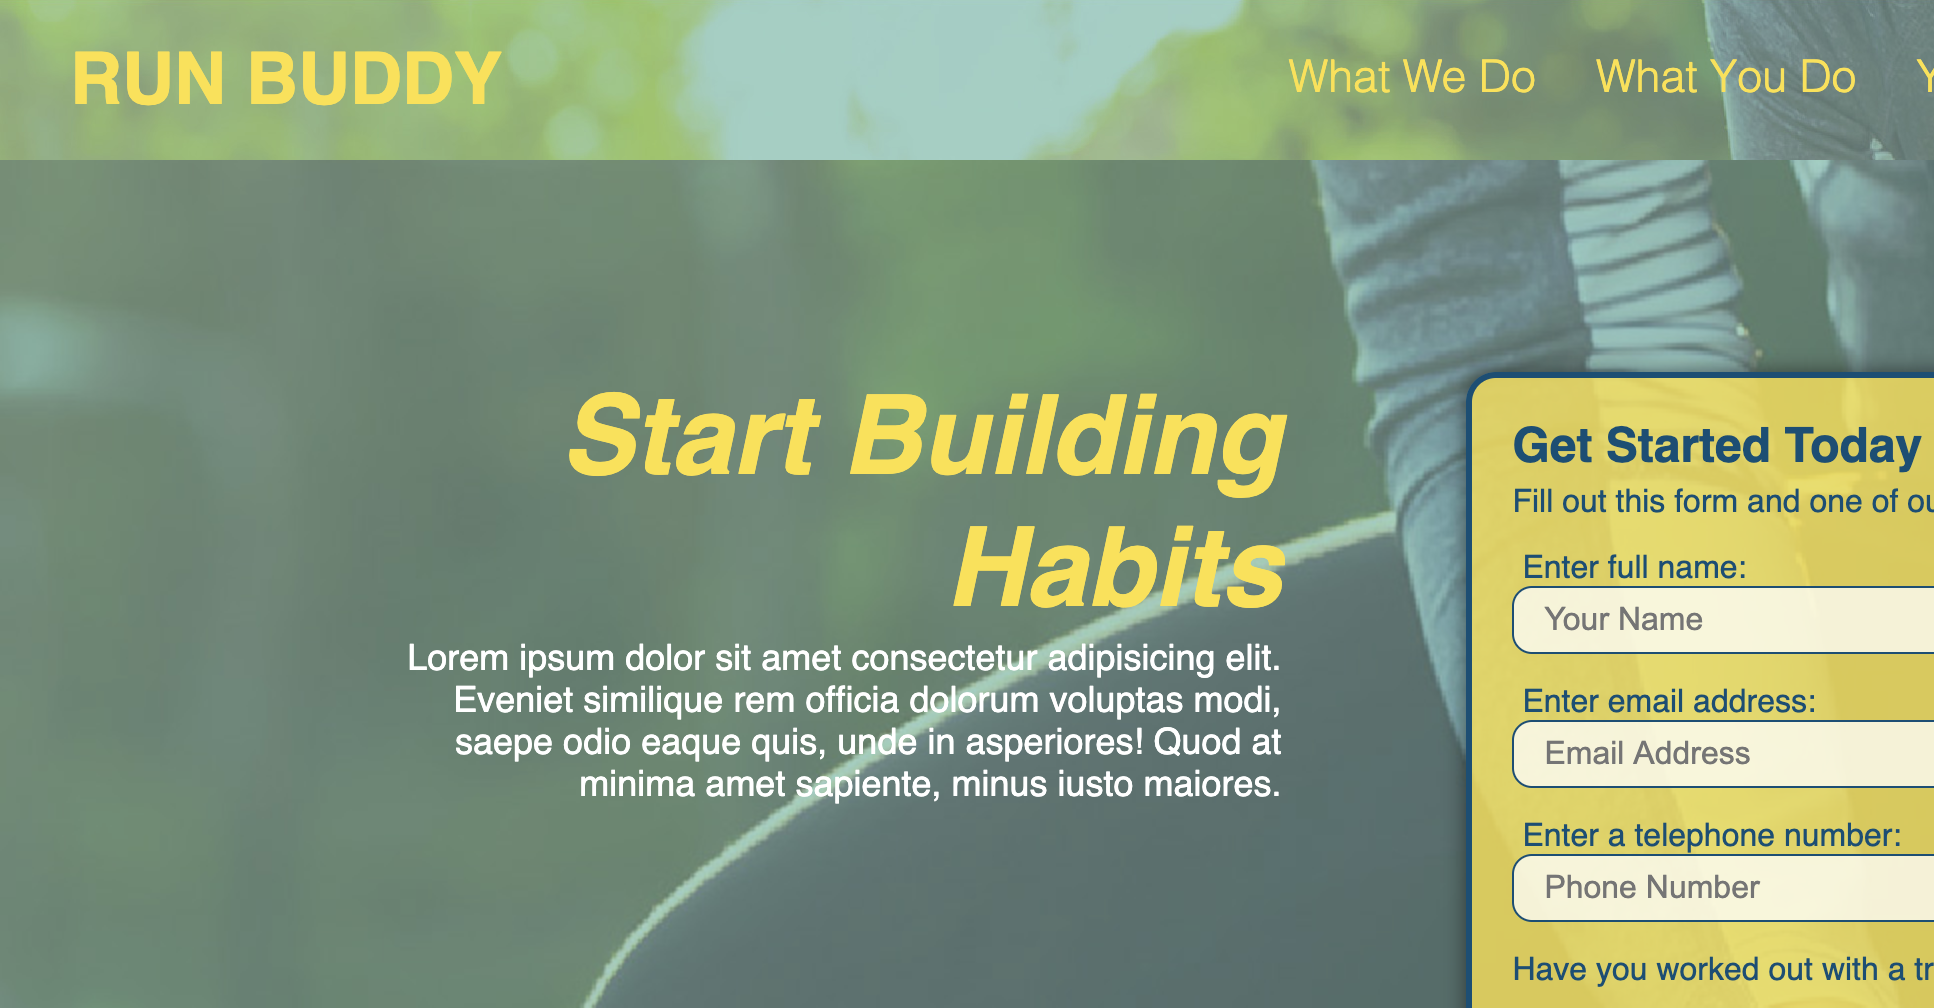 RUN BUDDY
What We Do What You Do Y
Start Building
Habits
Lorem ipsum dolor sit amet consectetur adipisicing elit.
Eveniet similique rem officia dolorum voluptas modi,
saepe odio eaque quis, unde in asperiores! Quod at
minima amet sapiente, minus iusto maiores.
Get Started Today
Fill out this form and one of ou
Enter full name:
Your Name
Enter email address:
Email Address
Enter a telephone number:
Phone Number
Have you worked out with a tr